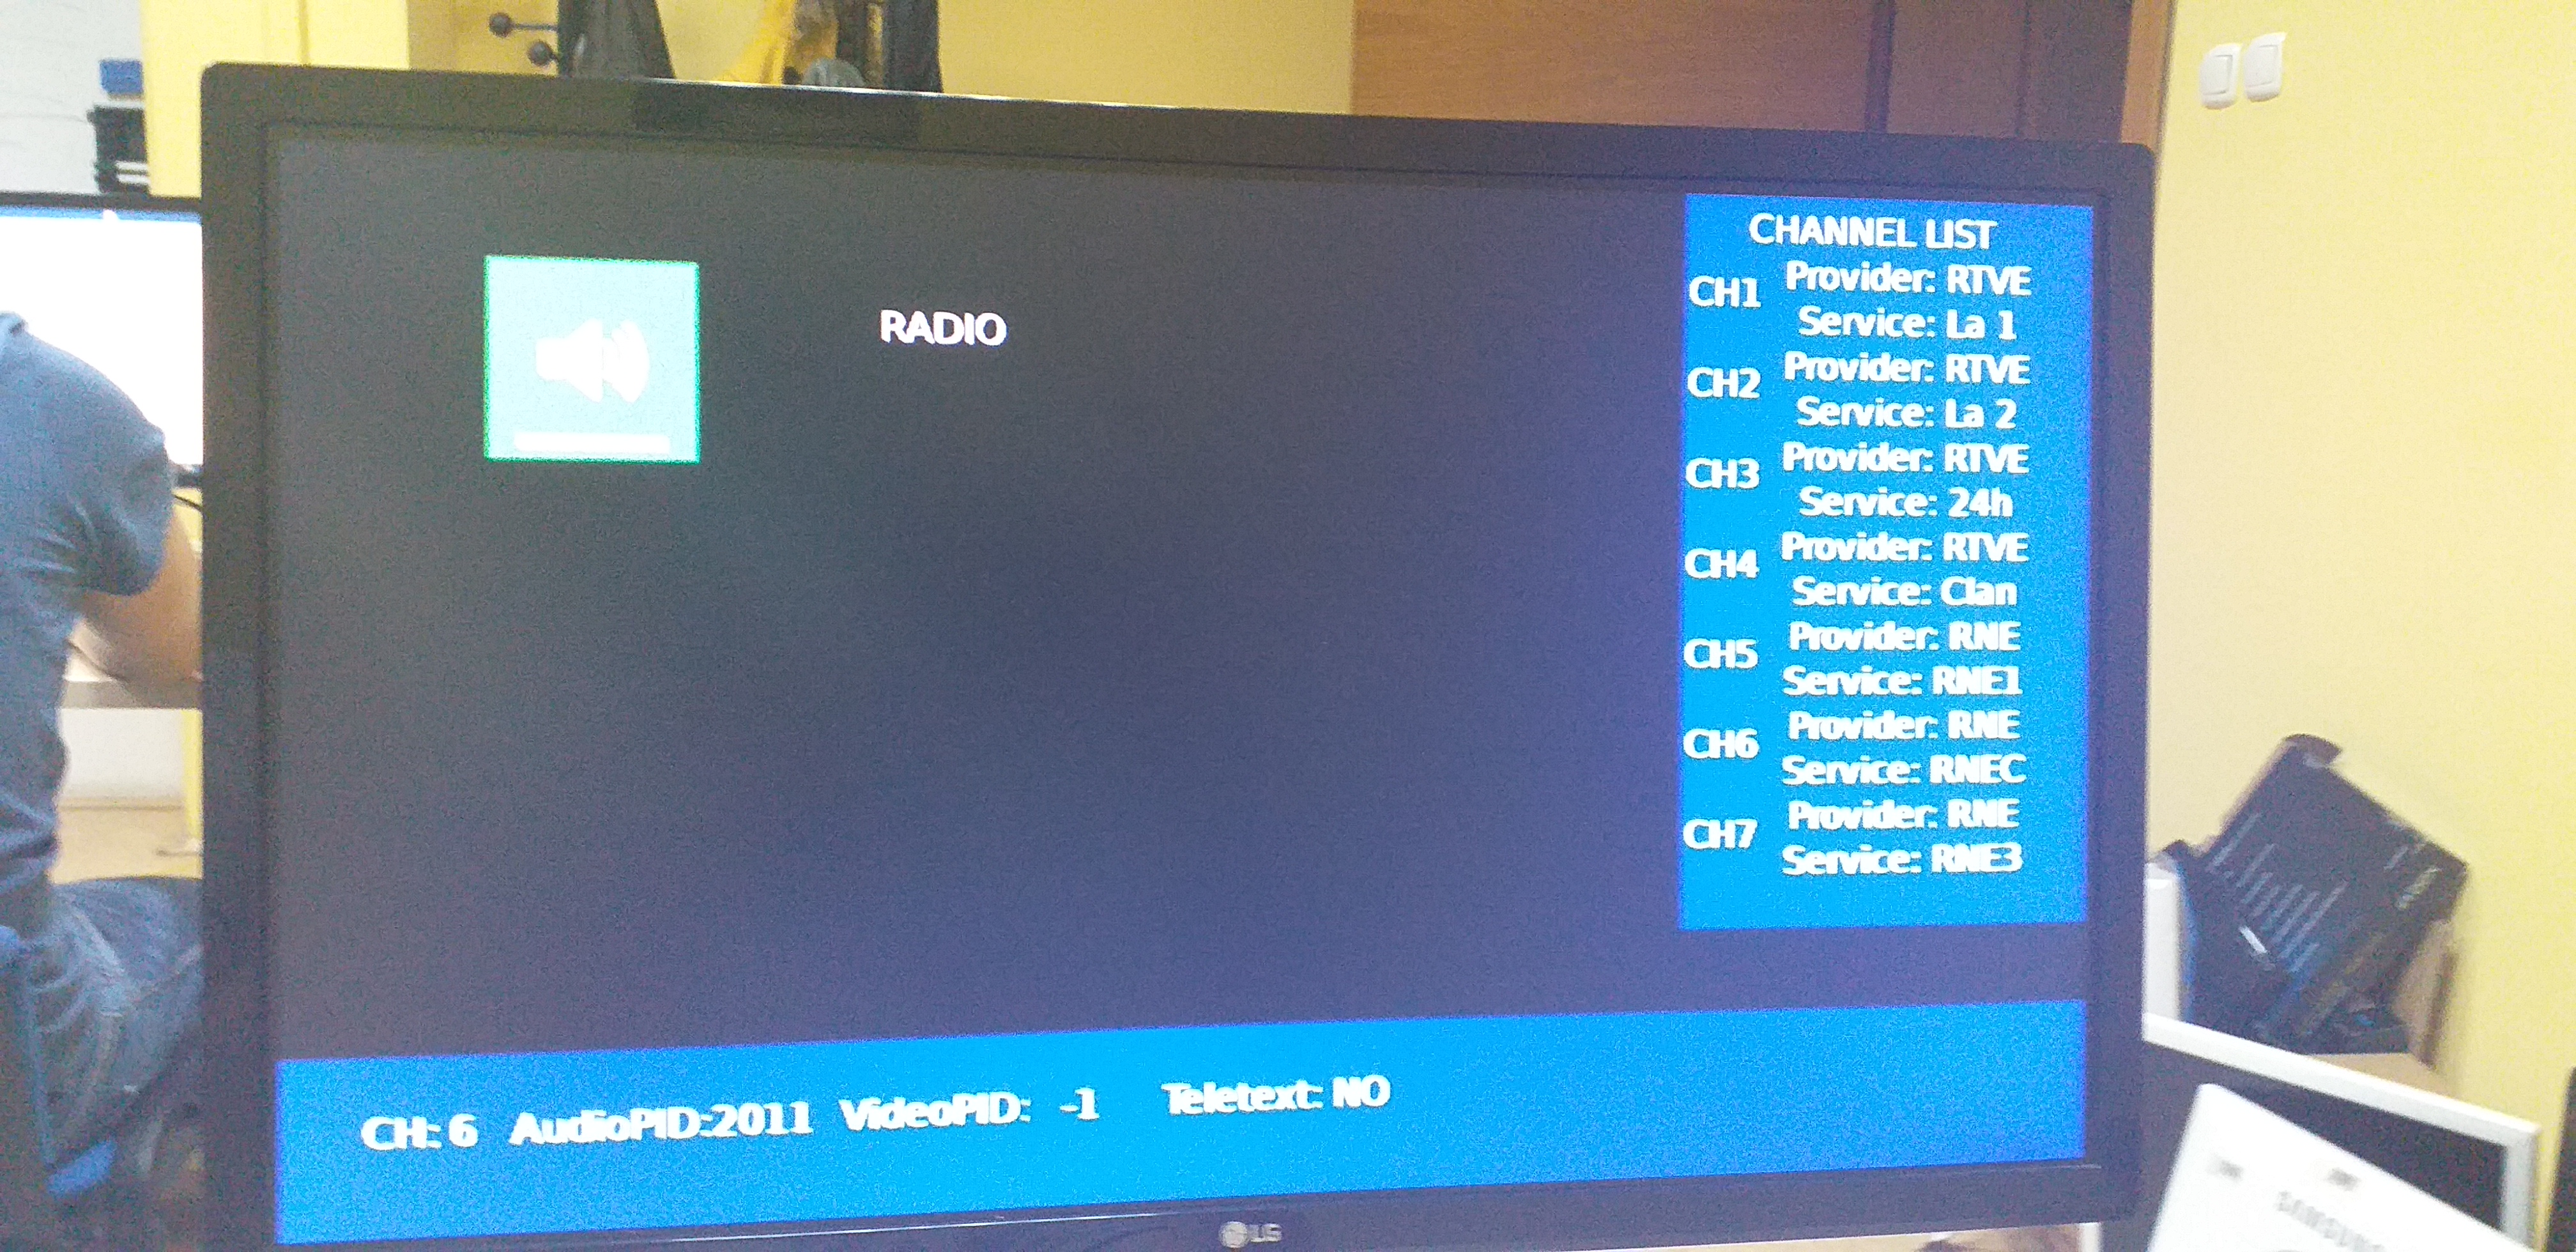 RADIO
CHANNEL LIST
CH1
Provider: RTVE
Service: La 1
CH2
Provider: RTVE
Service: La 2
CH3
Provider: RTVE
Service: 24h
CH4
Provider: RTVE
Service: Clan
CH5
Provider: RNE
Service: RNE1
CH6
Provider: RNE
Service: RNEC
CH7
Provider: RNE
Service: RNE3
CH: 6 AudioPID:2011 VideoPID: -1 Teletext: NO
LG
SAMSUNG